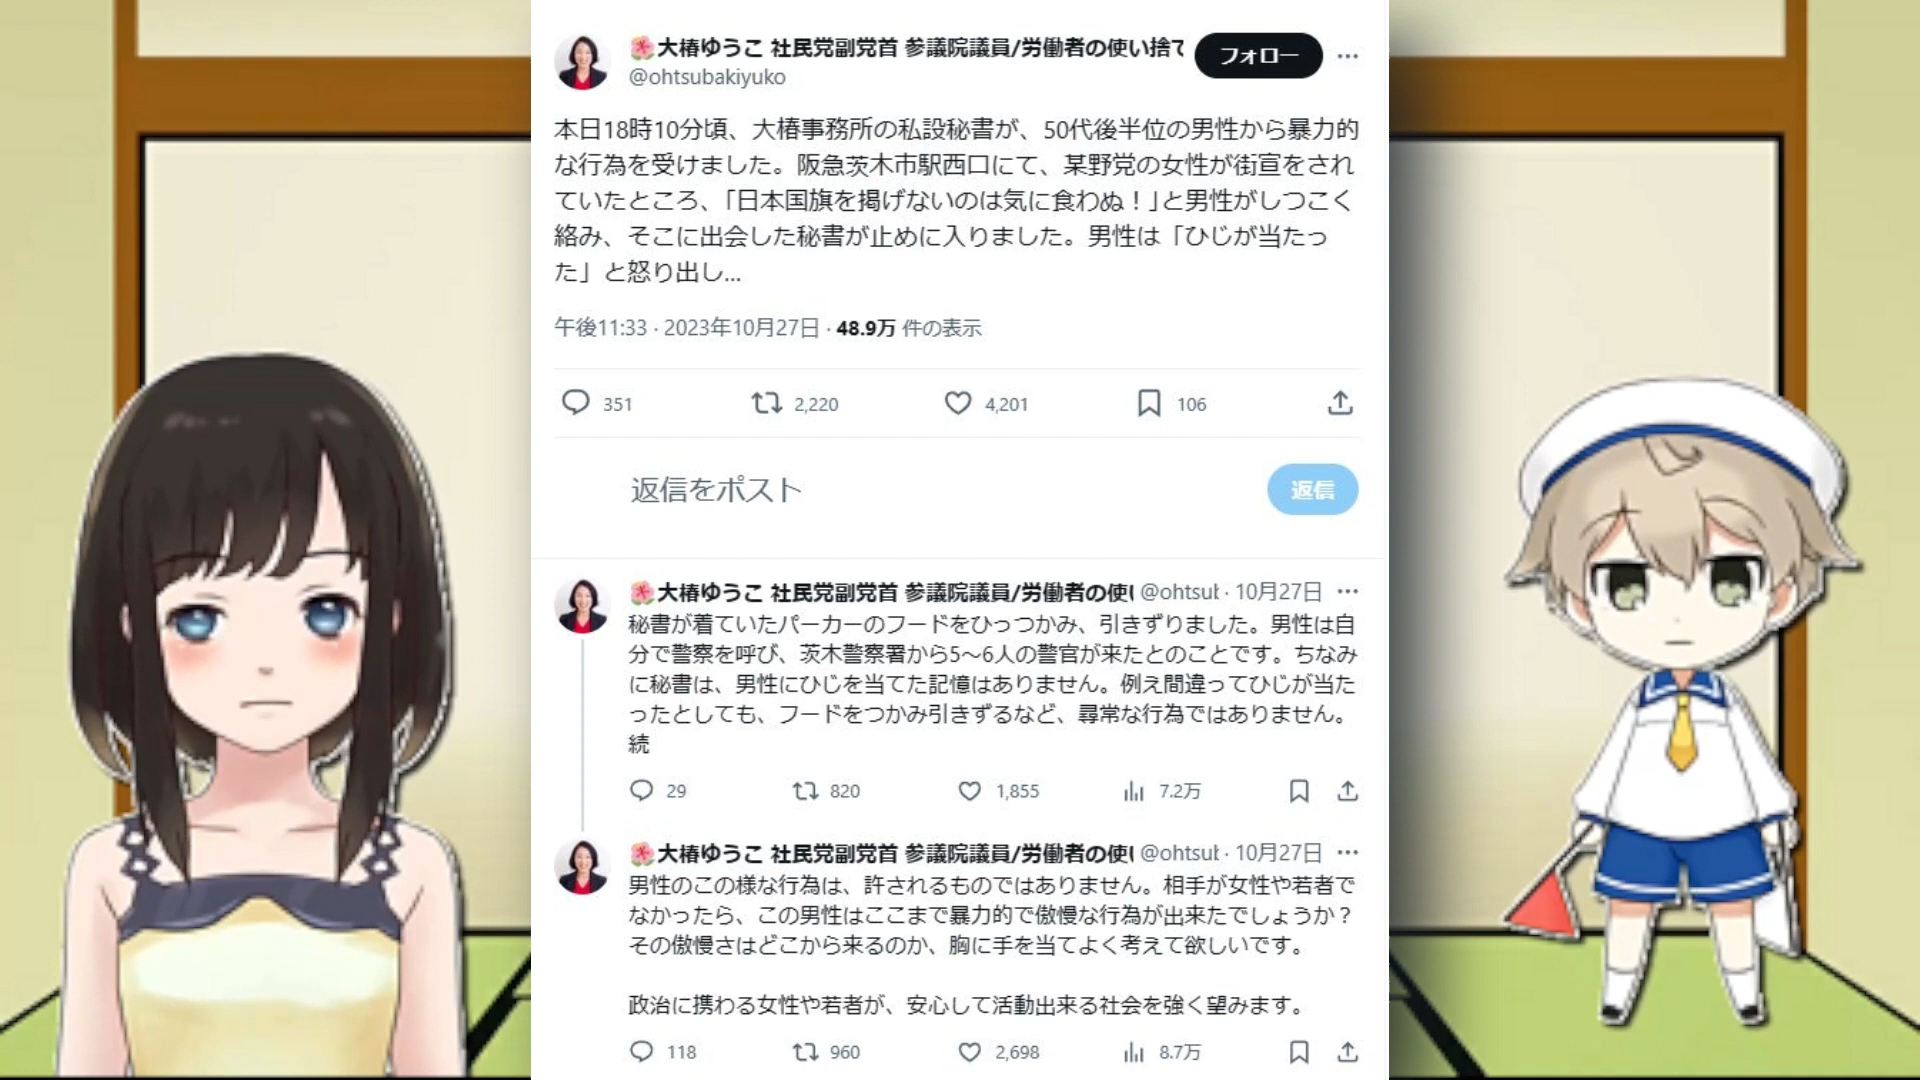 🌺大椿ゆうこ 社民党副党首 参議院議員/労働者の使い捨て
フォロー
@ohtsubakiyuko
本日18時10分頃、大椿事務所の私設秘書が、50代後半位の男性から暴力的
な行為を受けました。阪急茨木市駅西口にて、某野党の女性が街宣をされ
ていたところ、「日本国旗を掲げないのは気に食わぬ！」と男性がしつこく
絡み、そこに出会した秘書が止めに入りました。男性は「ひじが当たっ
た」と怒り出し...
午後11:33 · 2023年10月27日 · 48.9万 件の表示
351 2,220 4,201 106
返信をポスト
返信
🌺大椿ゆうこ 社民党副党首 参議院議員/労働者の使い @ohtsub · 10月27日
秘書が着ていたパーカーのフードをひっつかみ、引きずりました。男性は自
分で警察を呼び、茨木警察署から5〜6人の警官が来たとのことです。ちなみ
に秘書は、男性にひじを当てた記憶はありません。例え間違ってひじが当た
ったとしても、フードをつかみ引きずるなど、尋常な行為ではありません。
続
29 820 1,855 7.2万
🌺大椿ゆうこ 社民党副党首 参議院議員/労働者の使い @ohtsub · 10月27日
男性のこの様な行為は、許されるものではありません。相手が女性や若者で
なかったら、この男性はここまで暴力的で傲慢な行為が出来たでしょうか？
その傲慢さはどこから来るのか、胸に手を当てよく考えて欲しいです。
政治に携わる女性や若者が、安心して活動出来る社会を強く望みます。
118 960 2,698 8.7万